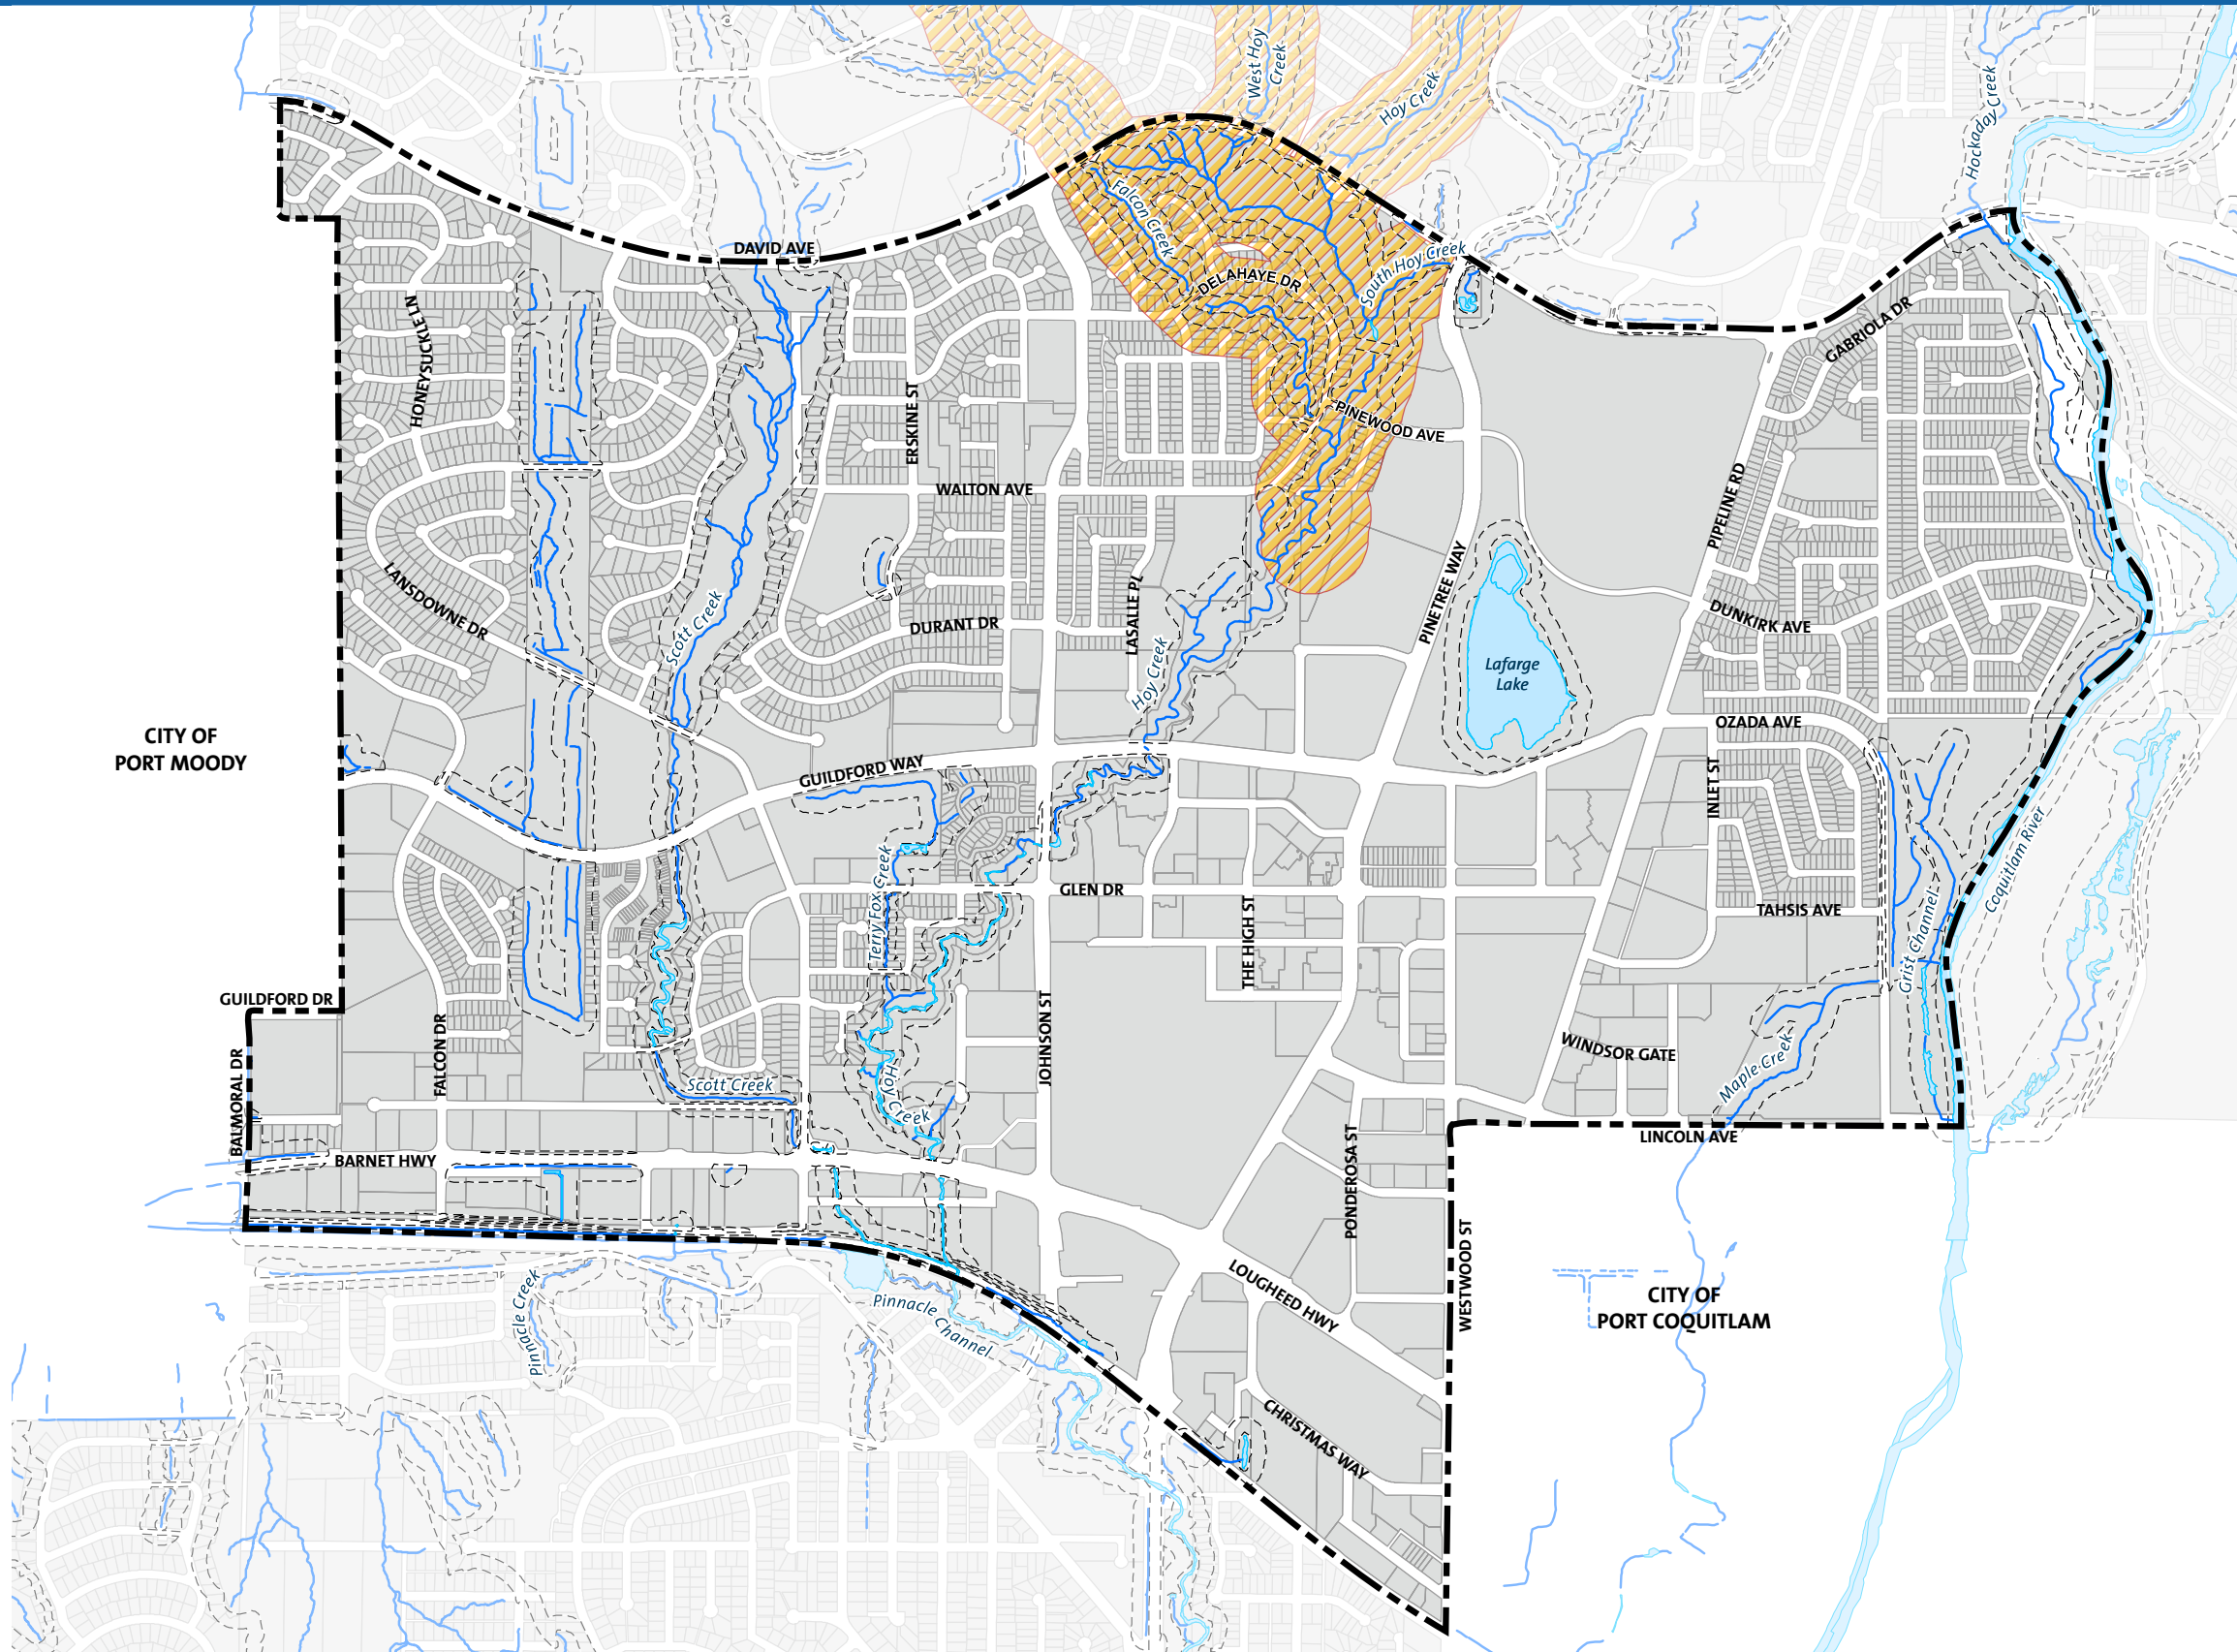 West Hoy
Creek
Hoy Creek
Hockaday Creek
Falcon Creek
DAVID AVE
South Hoy Creek
DELAHAYE DR
GABRIOLA DR
HONEYSUCKLE LN
ERSKINE ST
PINEWOOD AVE
WALTON AVE
PIPELINE RD
LANSDOWNE DR
Scott Creek
DURANT DR
LASALLE PL
PINETREE WAY
DUNKIRK AVE
Hoy Creek
Lafarge
Lake
OZADA AVE
CITY OF
PORT MOODY
GUILDFORD WAY
INLET ST
Terry Fox Creek
GLEN DR
Coquitlam River
TAHSIS AVE
THE HIGH ST
Grist Channel
GUILDFORD DR
FALCON DR
JOHNSON ST
WINDSOR GATE
Maple Creek
BALMORAL DR
Scott Creek
Hoy Creek
LINCOLN AVE
BARNET HWY
PONDEROSA ST
WESTWOOD ST
LOUGHEED HWY
Pinnacle Creek
Pinnacle
Channel
CITY OF
PORT COQUITLAM
CHRISTMAS WAY